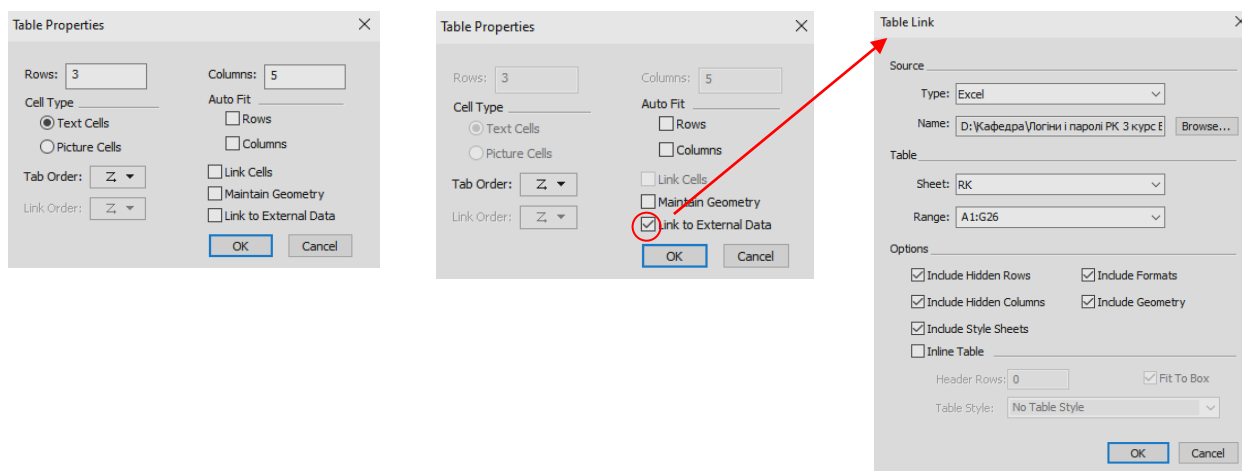 Table Properties
Rows: 3
Columns: 5
Cell Type
Auto Fit
Text Cells
Rows
Picture Cells
Columns
Tab Order: Z
Link Cells
Maintain Geometry
Link Order: Z
Link to External Data
OK
Cancel
Table Properties
Rows: 3
Columns: 5
Cell Type
Auto Fit
Text Cells
Rows
Picture Cells
Columns
Tab Order: Z
Link Cells
Maintain Geometry
Link Order: Z
Link to External Data
OK
Cancel
Table Link
Source
Type: Excel
Name: D:\Кафедра\Логіни і паролі РК 3 курс Browse...
Table
Sheet: RK
Range: A1:G26
Options
Include Hidden Rows
Include Formats
Include Hidden Columns
Include Geometry
Include Style Sheets
Inline Table
Header Rows: 0
Fit To Box
Table Style: No Table Style
OK
Cancel